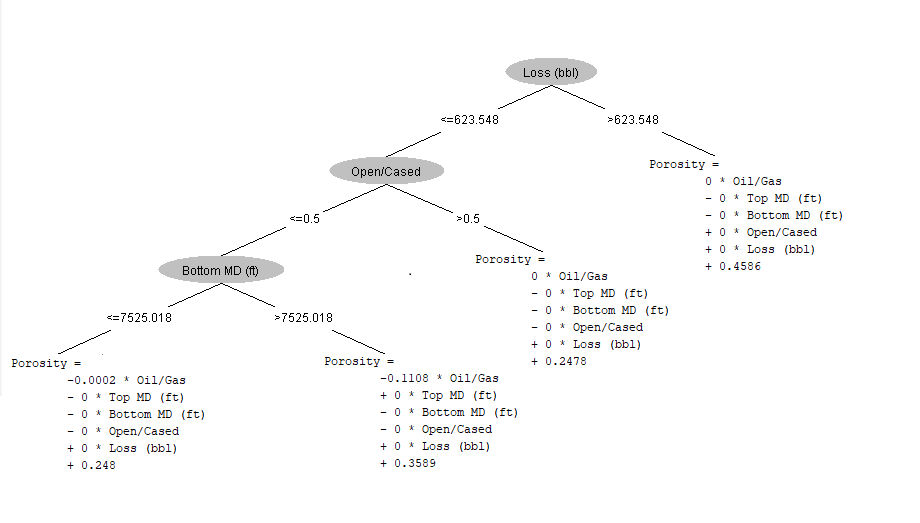 Loss (bbl)
<=623.548
>623.548
Open/Cased
Porosity =
0 * Oil/Gas
- 0 * Top MD (ft)
- 0 * Bottom MD (ft)
+ 0 * Open/Cased
+ 0 * Loss (bbl)
+ 0.4586
<=0.5
>0.5
Bottom MD (ft)
Porosity =
0 * Oil/Gas
- 0 * Top MD (ft)
- 0 * Bottom MD (ft)
- 0 * Open/Cased
+ 0 * Loss (bbl)
+ 0.2478
<=7525.018
>7525.018
Porosity =
-0.0002 * Oil/Gas
- 0 * Top MD (ft)
- 0 * Bottom MD (ft)
- 0 * Open/Cased
+ 0 * Loss (bbl)
+ 0.248
Porosity =
-0.1108 * Oil/Gas
+ 0 * Top MD (ft)
- 0 * Bottom MD (ft)
- 0 * Open/Cased
+ 0 * Loss (bbl)
+ 0.3589